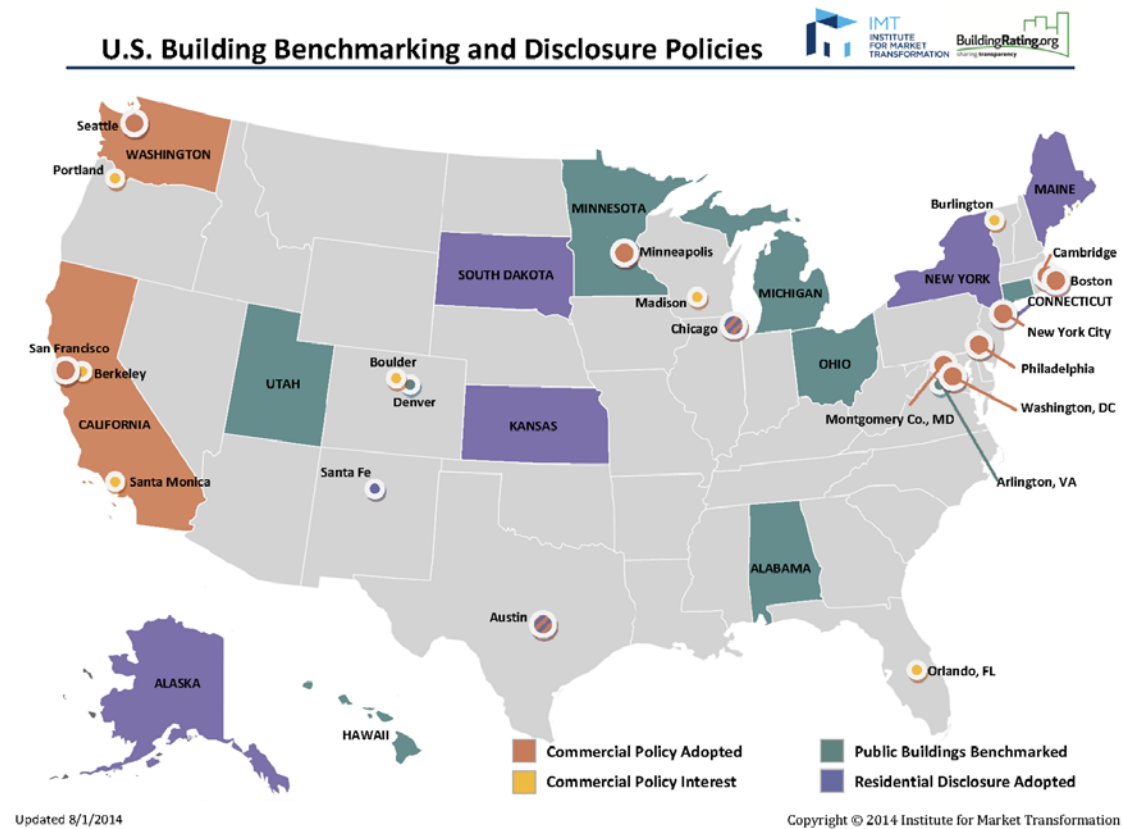 U.S. Building Benchmarking and Disclosure Policies
IMT
INSTITUTE
FOR MARKET
TRANSFORMATION
BuildingRating.org
sharing transparency
Seattle
WASHINGTON
Portland
MINNESOTA
MAINE
Burlington
Minneapolis
Cambridge
SOUTH DAKOTA
NEW YORK
Boston
Madison
MICHIGAN
CONNECTICUT
Chicago
New York City
San Francisco
Boulder
Berkeley
UTAH
OHIO
Philadelphia
Denver
Washington, DC
CALIFORNIA
KANSAS
Montgomery Co., MD
Santa Fe
Santa Monica
Arlington, VA
ALABAMA
Austin
Orlando, FL
ALASKA
HAWAII
Commercial Policy Adopted
Public Buildings Benchmarked
Commercial Policy Interest
Residential Disclosure Adopted
Updated 8/1/2014
Copyright © 2014 Institute for Market Transformation